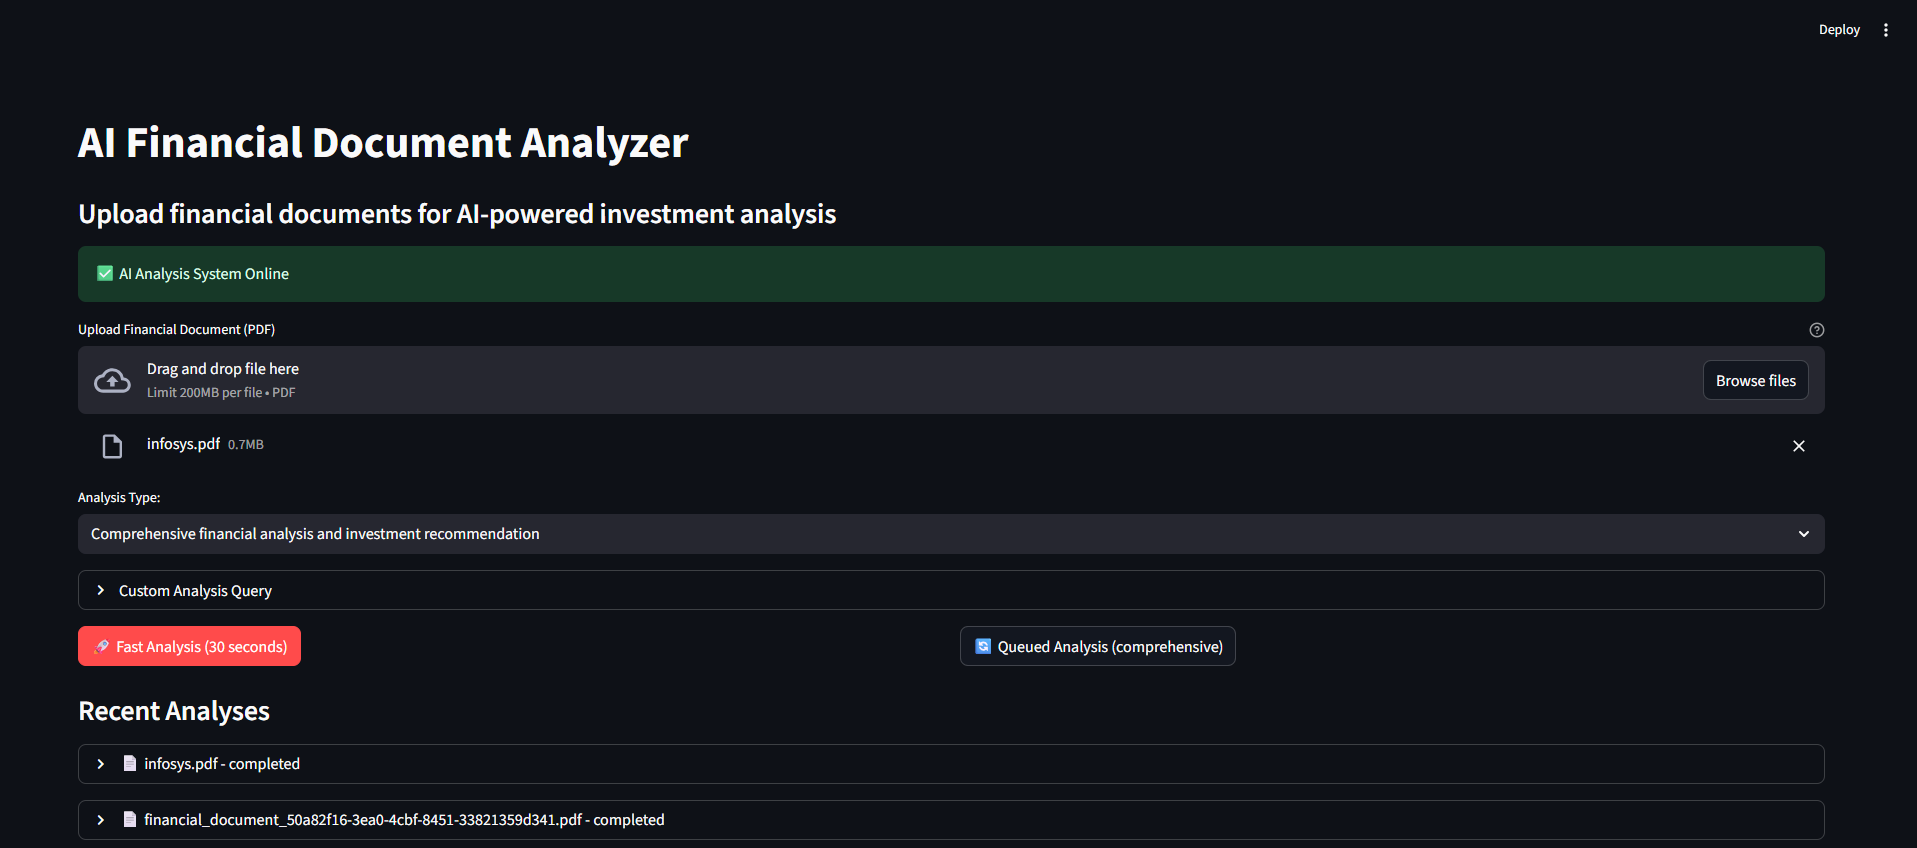 Deploy
AI Financial Document Analyzer
Upload financial documents for AI-powered investment analysis
✅ AI Analysis System Online
Upload Financial Document (PDF)
Drag and drop file here
Limit 200MB per file • PDF
Browse files
infosys.pdf 0.7MB
Analysis Type:
Comprehensive financial analysis and investment recommendation
Custom Analysis Query
🚀 Fast Analysis (30 seconds)
🔄 Queued Analysis (comprehensive)
Recent Analyses
📄 infosys.pdf - completed
📄 financial_document_50a82f16-3ea0-4cbf-8451-33821359d341.pdf - completed